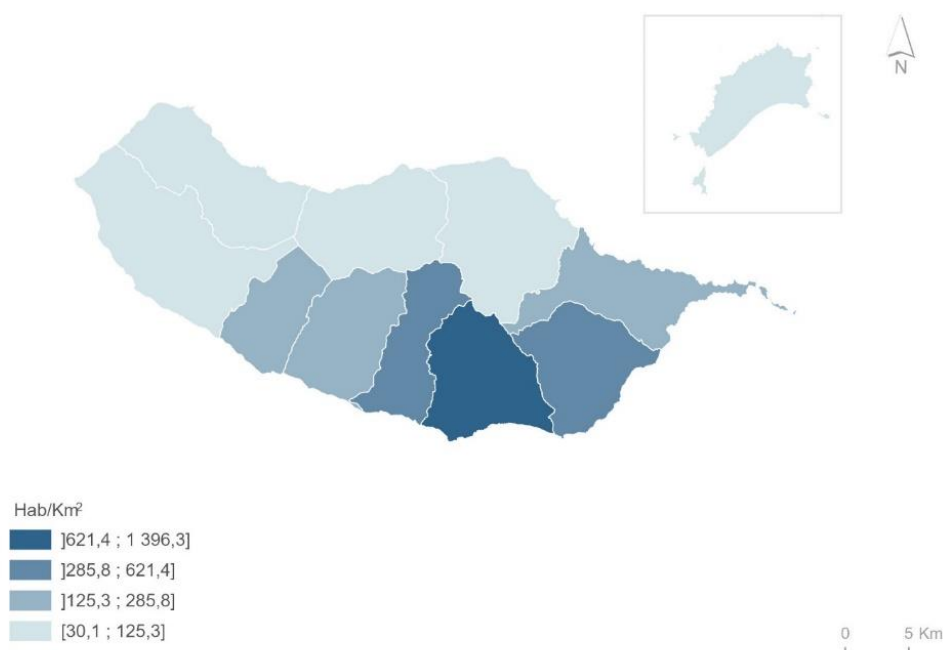 N
Hab/Km²
]621,4 ; 1 396,3]
]285,8 ; 621,4]
]125,3 ; 285,8]
[30,1 ; 125,3]
0 5 Km